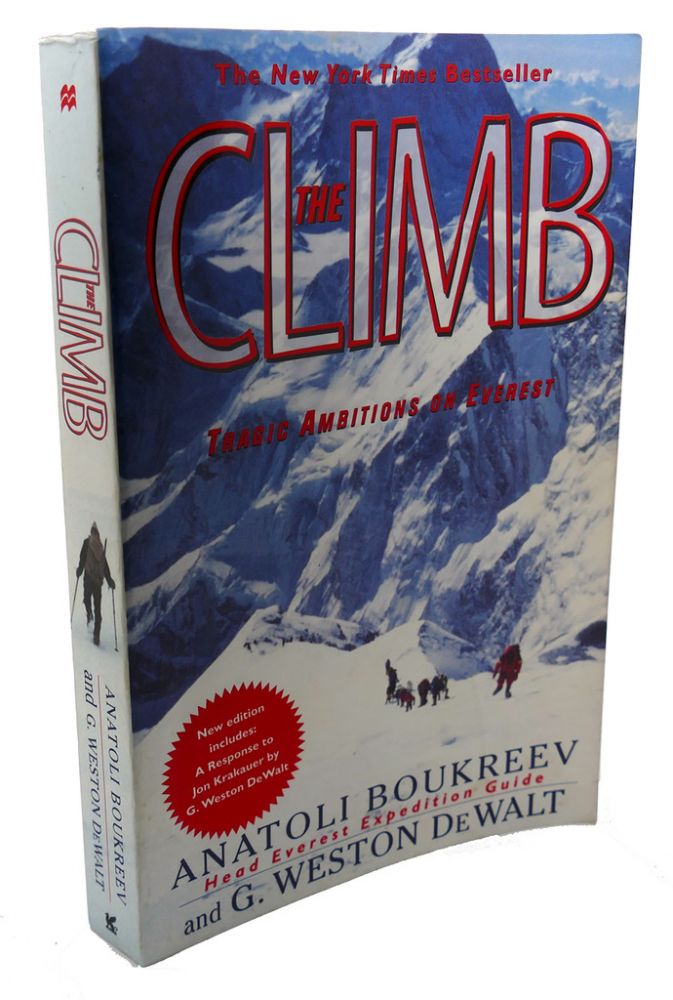 The New York Times Bestseller
THE
CLIMB
TRAGIC AMBITIONS ON EVEREST
New edition
includes:
A Response to
Jon Krakauer by
G. Weston DeWalt
ANATOLI BOUKREEV
Head Everest Expedition Guide
and G. WESTON DEWALT
THE
CLIMB
ANATOLI BOUKREEV
and G. WESTON DEWALT